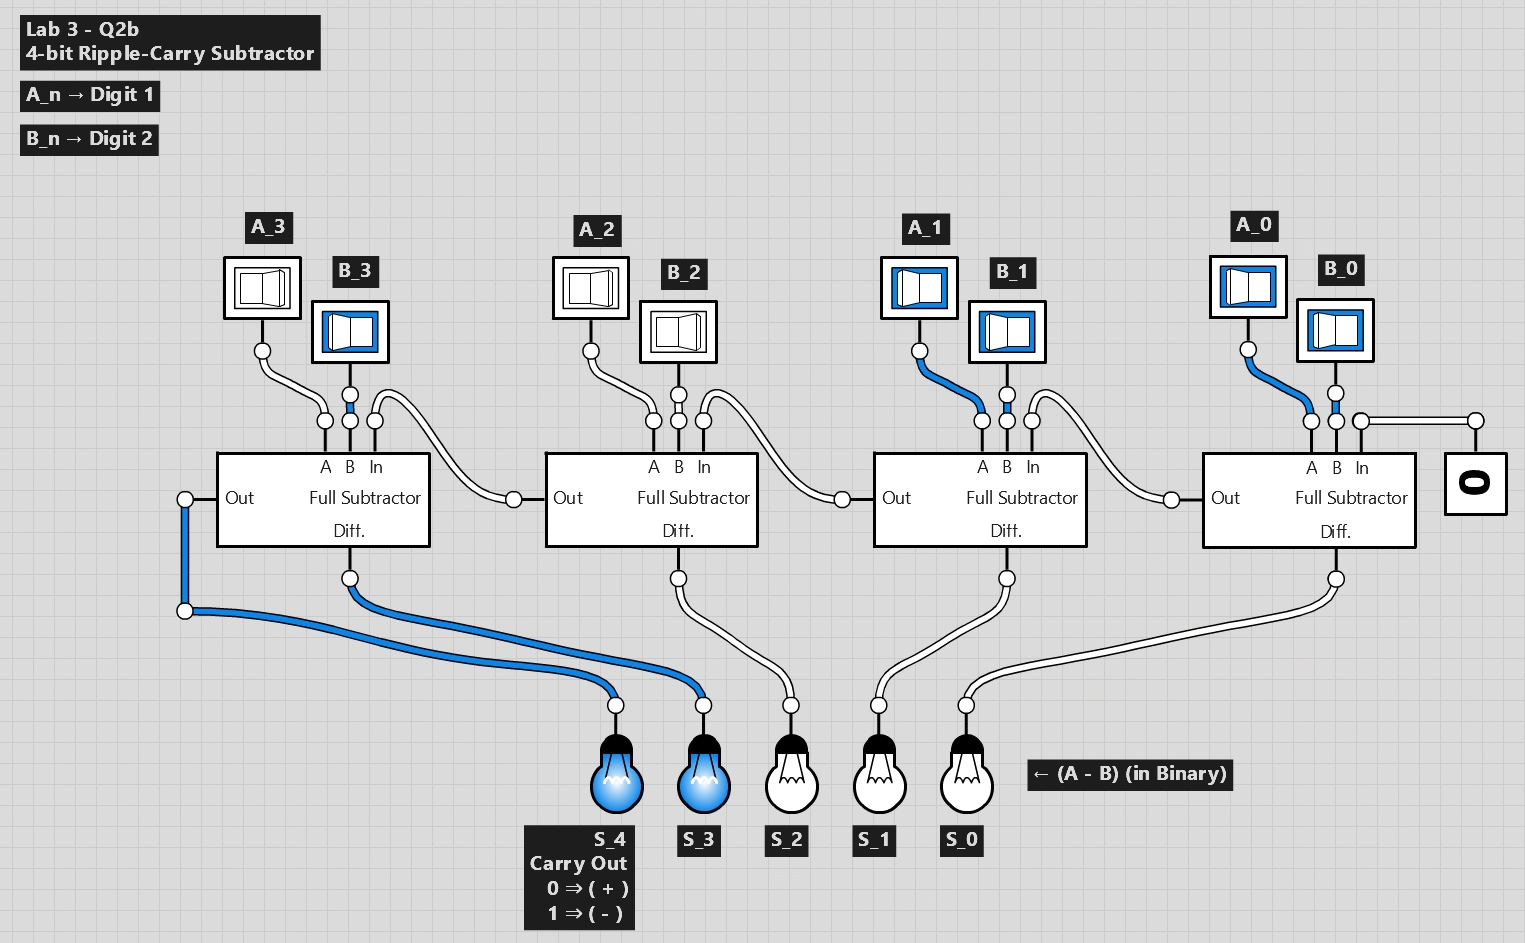 Lab 3 - Q2b
4-bit Ripple-Carry Subtractor
A_n → Digit 1
B_n → Digit 2
A_3
B_3
A_2
B_2
A_1
B_1
A_0
B_0
A B In
Out Full Subtractor
Diff.
A B In
Out Full Subtractor
Diff.
A B In
Out Full Subtractor
Diff.
A B In
Out Full Subtractor
Diff.
0
← (A - B) (in Binary)
S_4
Carry Out
0 ⇒ ( + )
1 ⇒ ( - )
S_3
S_2
S_1
S_0